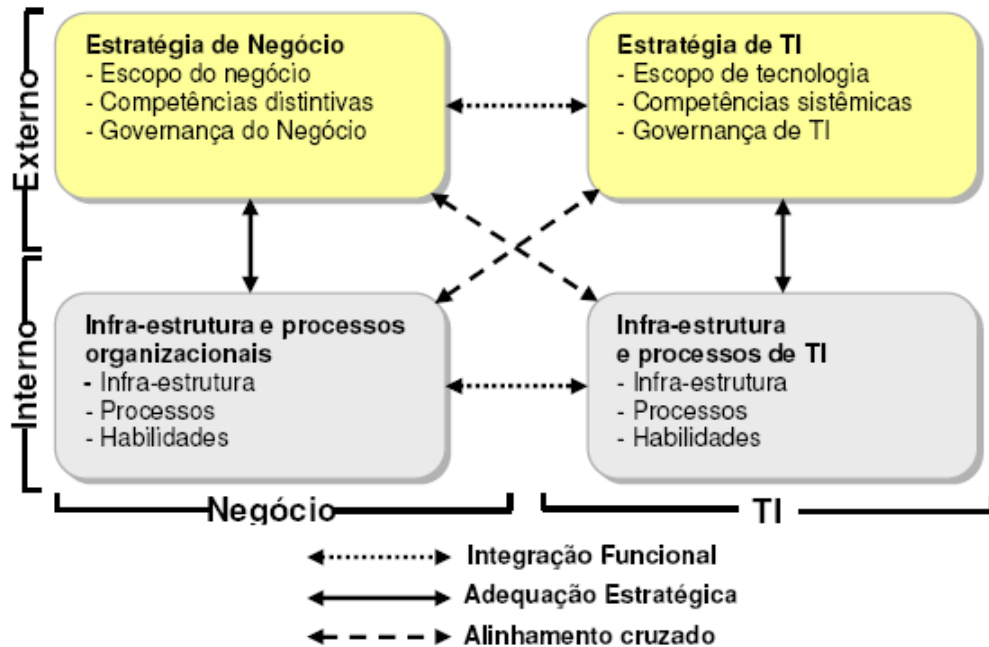 Externo
Estratégia de Negócio
- Escopo do negócio
- Competências distintivas
- Governança do Negócio
Estratégia de TI
- Escopo de tecnologia
- Competências sistêmicas
- Governança de TI
Interno
Infra-estrutura e processos
organizacionais
- Infra-estrutura
- Processos
- Habilidades
Infra-estrutura
e processos de TI
- Infra-estrutura
- Processos
- Habilidades
Negócio
TI
Integração Funcional
Adequação Estratégica
Alinhamento cruzado